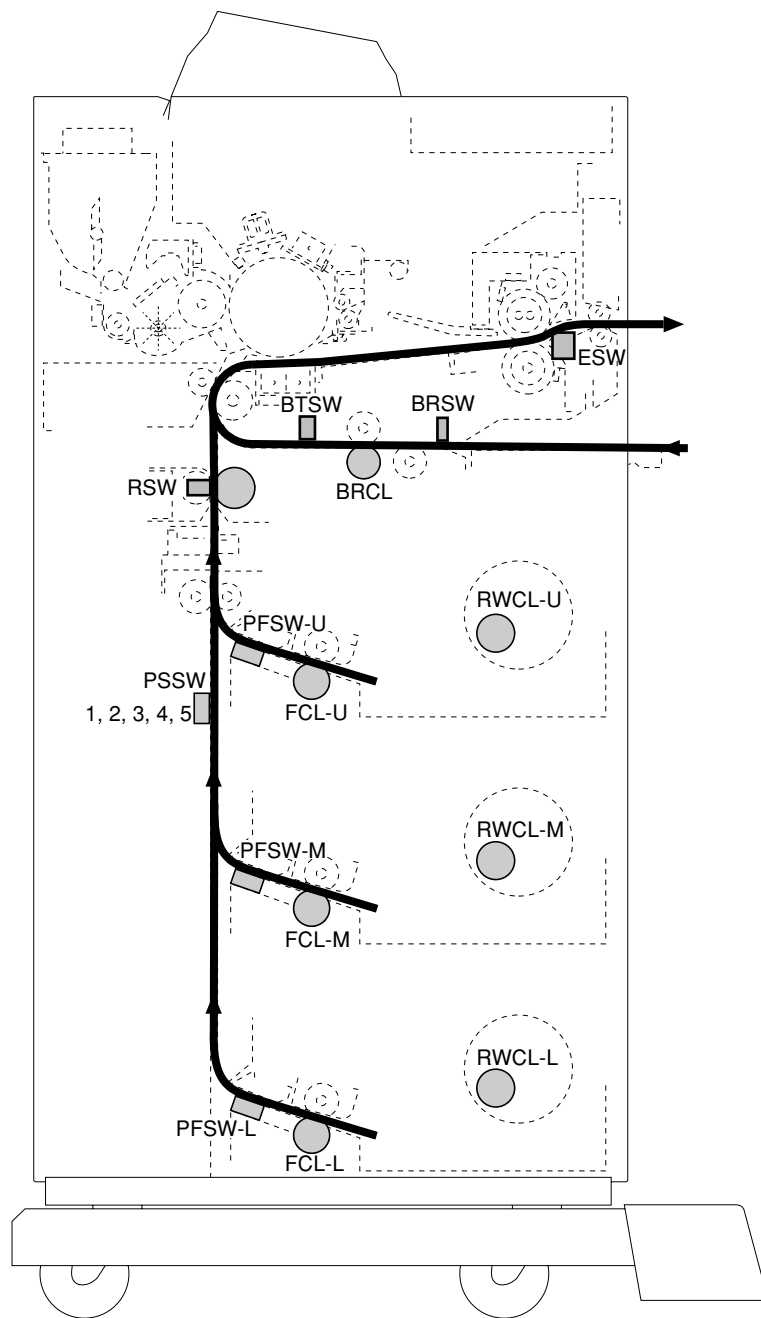 ESW
BTSW
BRSW
RSW
BRCL
RWCL-U
PFSW-U
PSSW
1, 2, 3, 4, 5
FCL-U
RWCL-M
PFSW-M
FCL-M
RWCL-L
PFSW-L
FCL-L